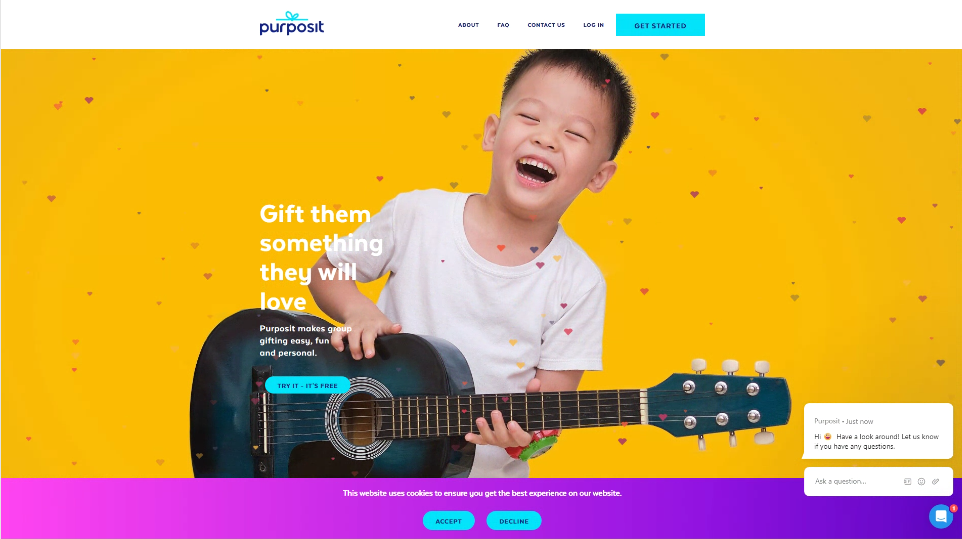 purposit
ABOUT FAQ CONTACT US LOG IN GET STARTED
Gift them
something
they will
love
Purposit makes group
gifting easy, fun
and personal.
TRY IT - IT'S FREE
Purposit - Just now
Hi 😀 Have a look around! Let us know
if you have any questions.
Ask a question...
GIF
This website uses cookies to ensure you get the best experience on our website.
ACCEPT DECLINE
1